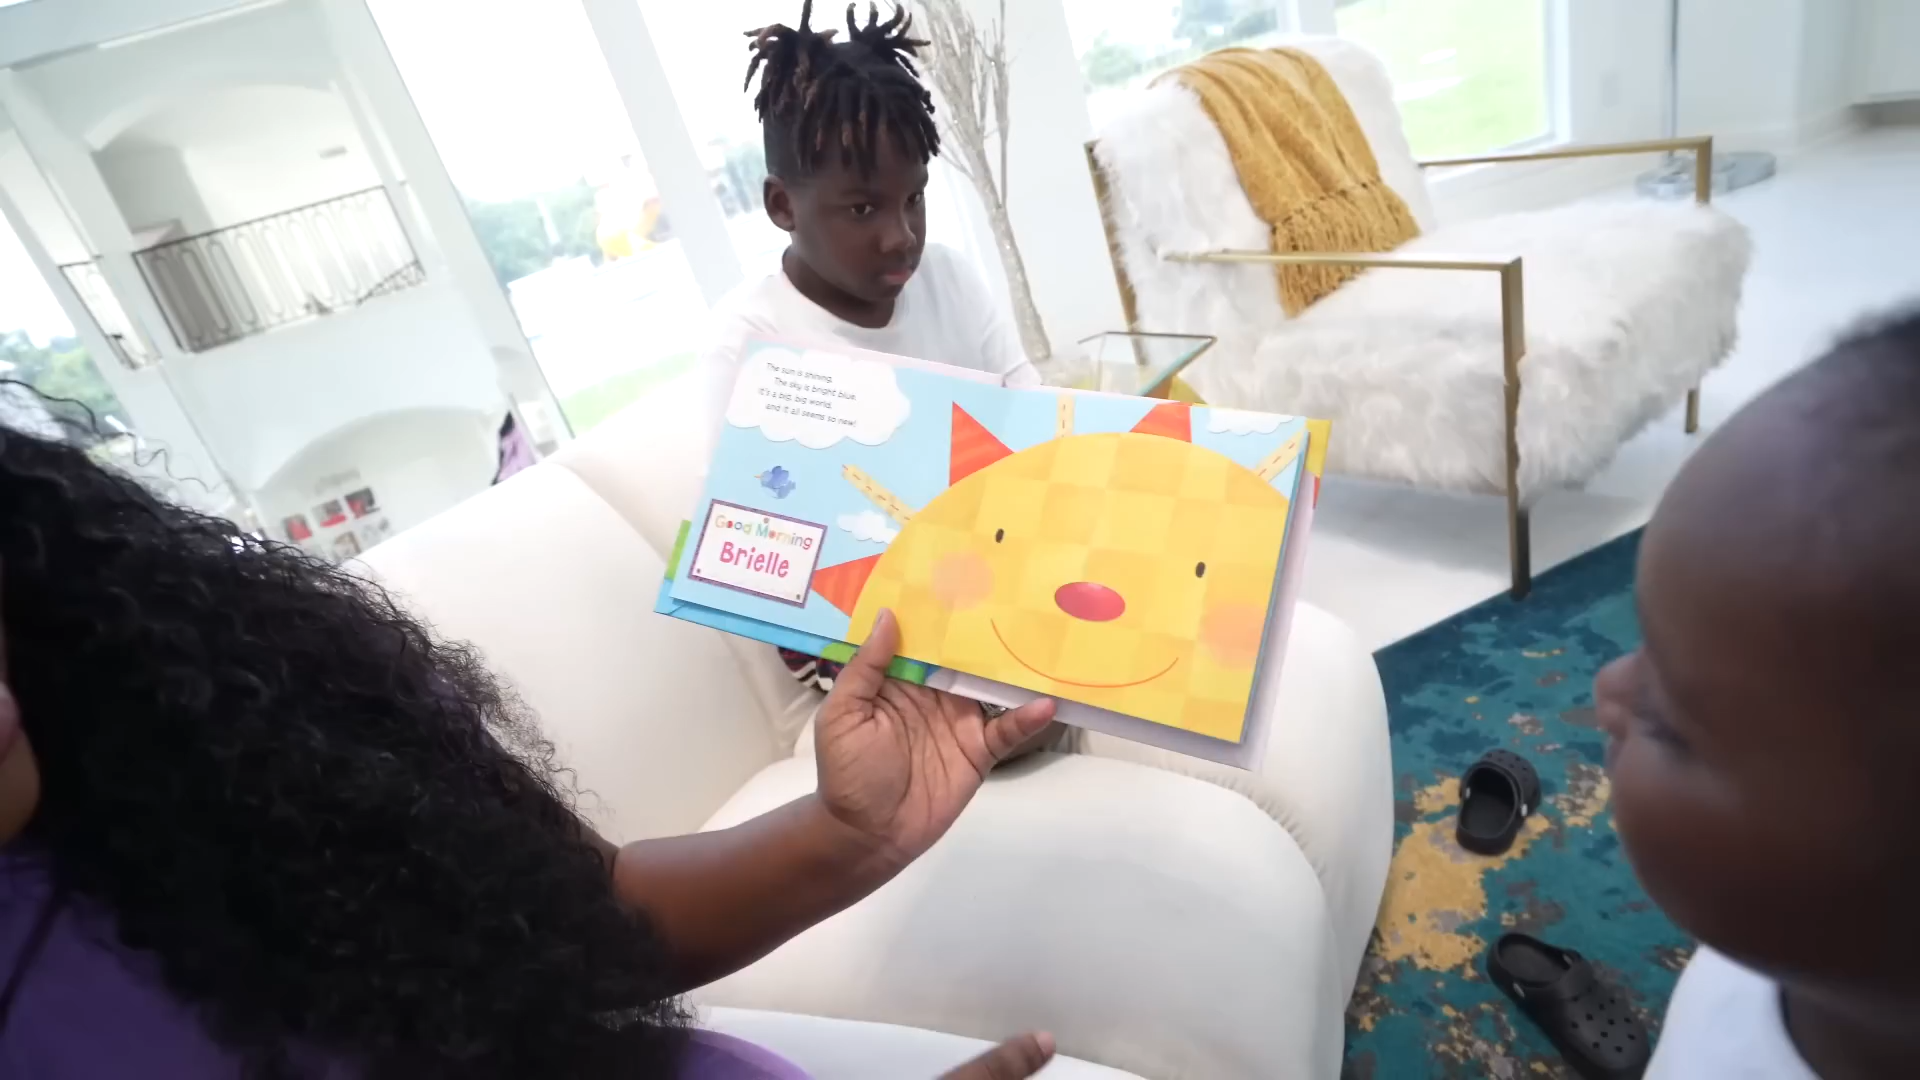 The sun is shining.
The sky is bright blue.
It's a big, big world,
and it all seems so new!
Good Morning
Brielle